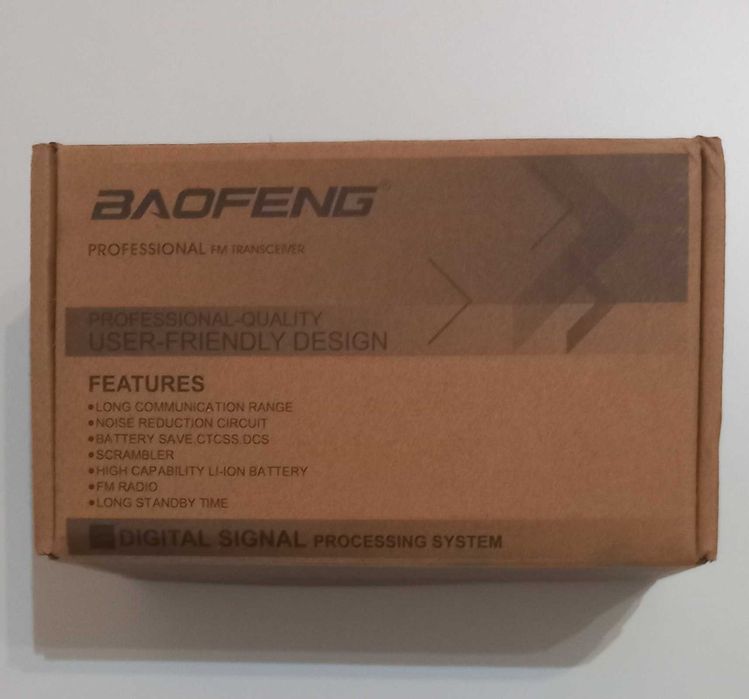 BAOFENG®
PROFESSIONAL FM TRANSCEIVER
PROFESSIONAL-QUALITY
USER-FRIENDLY DESIGN
FEATURES
•LONG COMMUNICATION RANGE
•NOISE REDUCTION CIRCUIT
•BATTERY SAVE.CTCSS.DCS
•SCRAMBLER
•HIGH CAPABILITY LI-ION BATTERY
•FM RADIO
•LONG STANDBY TIME
DIGITAL SIGNAL PROCESSING SYSTEM